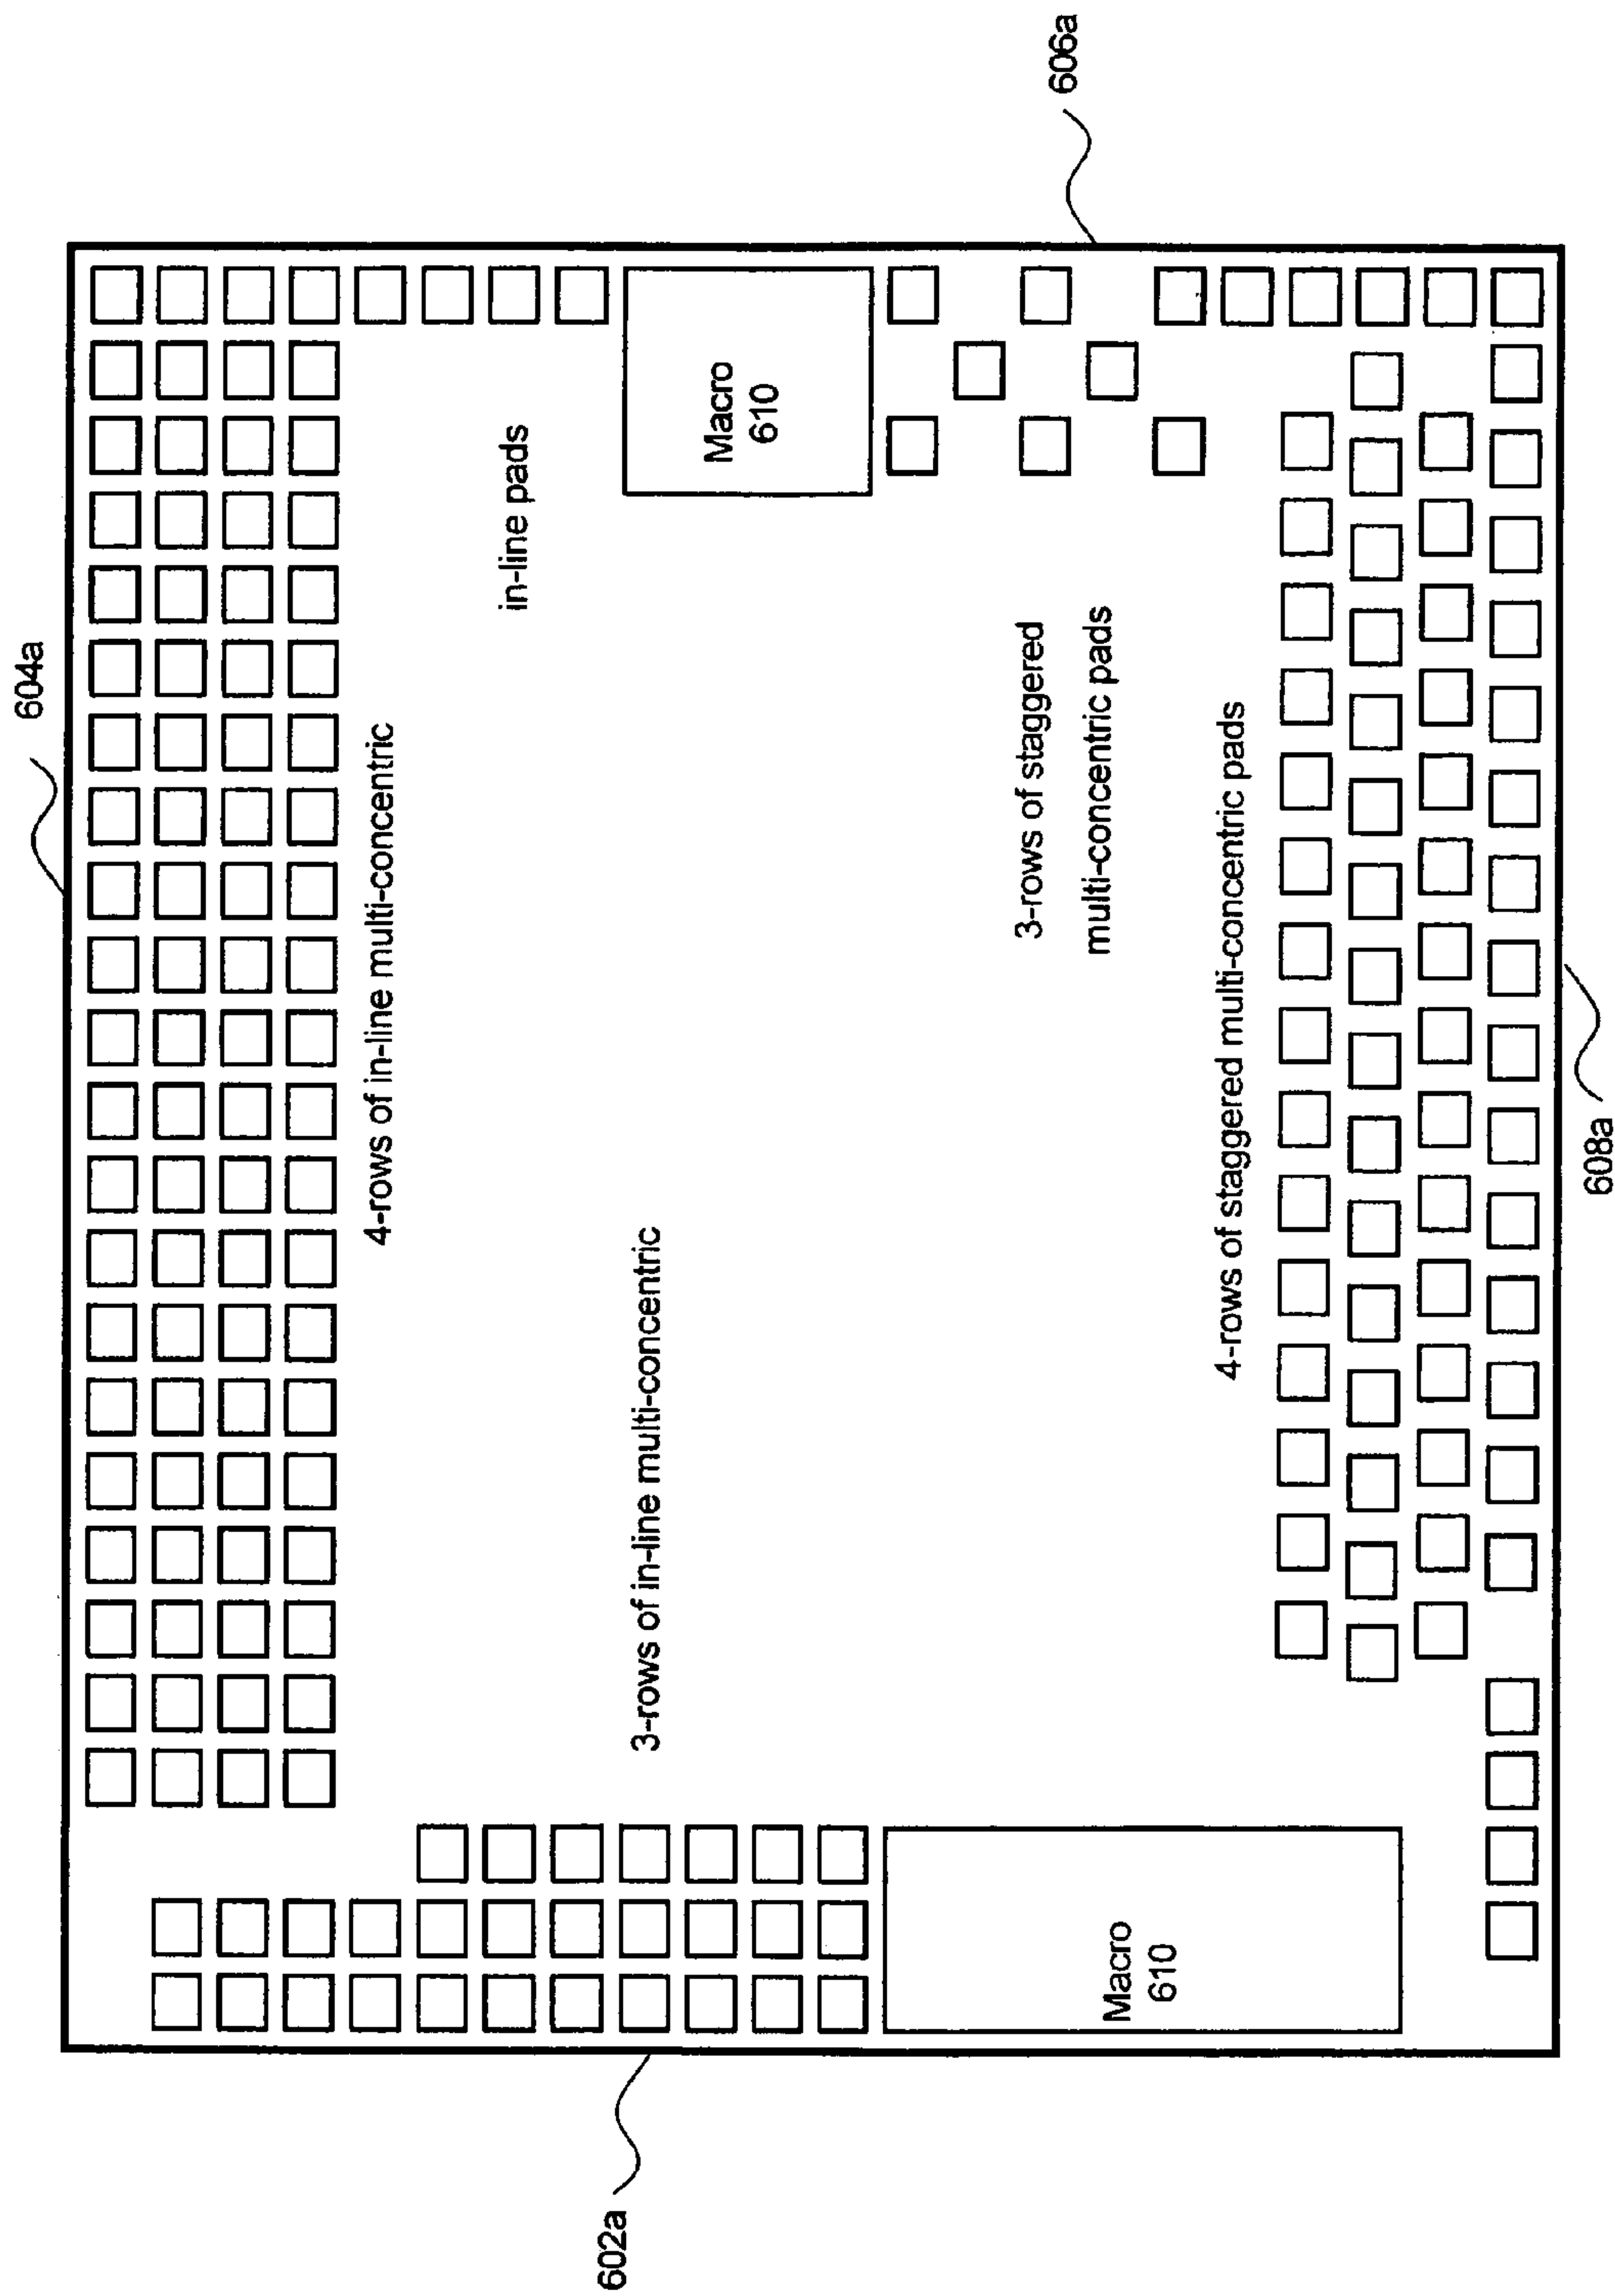 604a
4-rows of in-line multi-concentric
in-line pads
606a
Macro
610
3-rows of in-line multi-concentric
3-rows of staggered
multi-concentric pads
602a
Macro
610
4-rows of staggered multi-concentric pads
608a